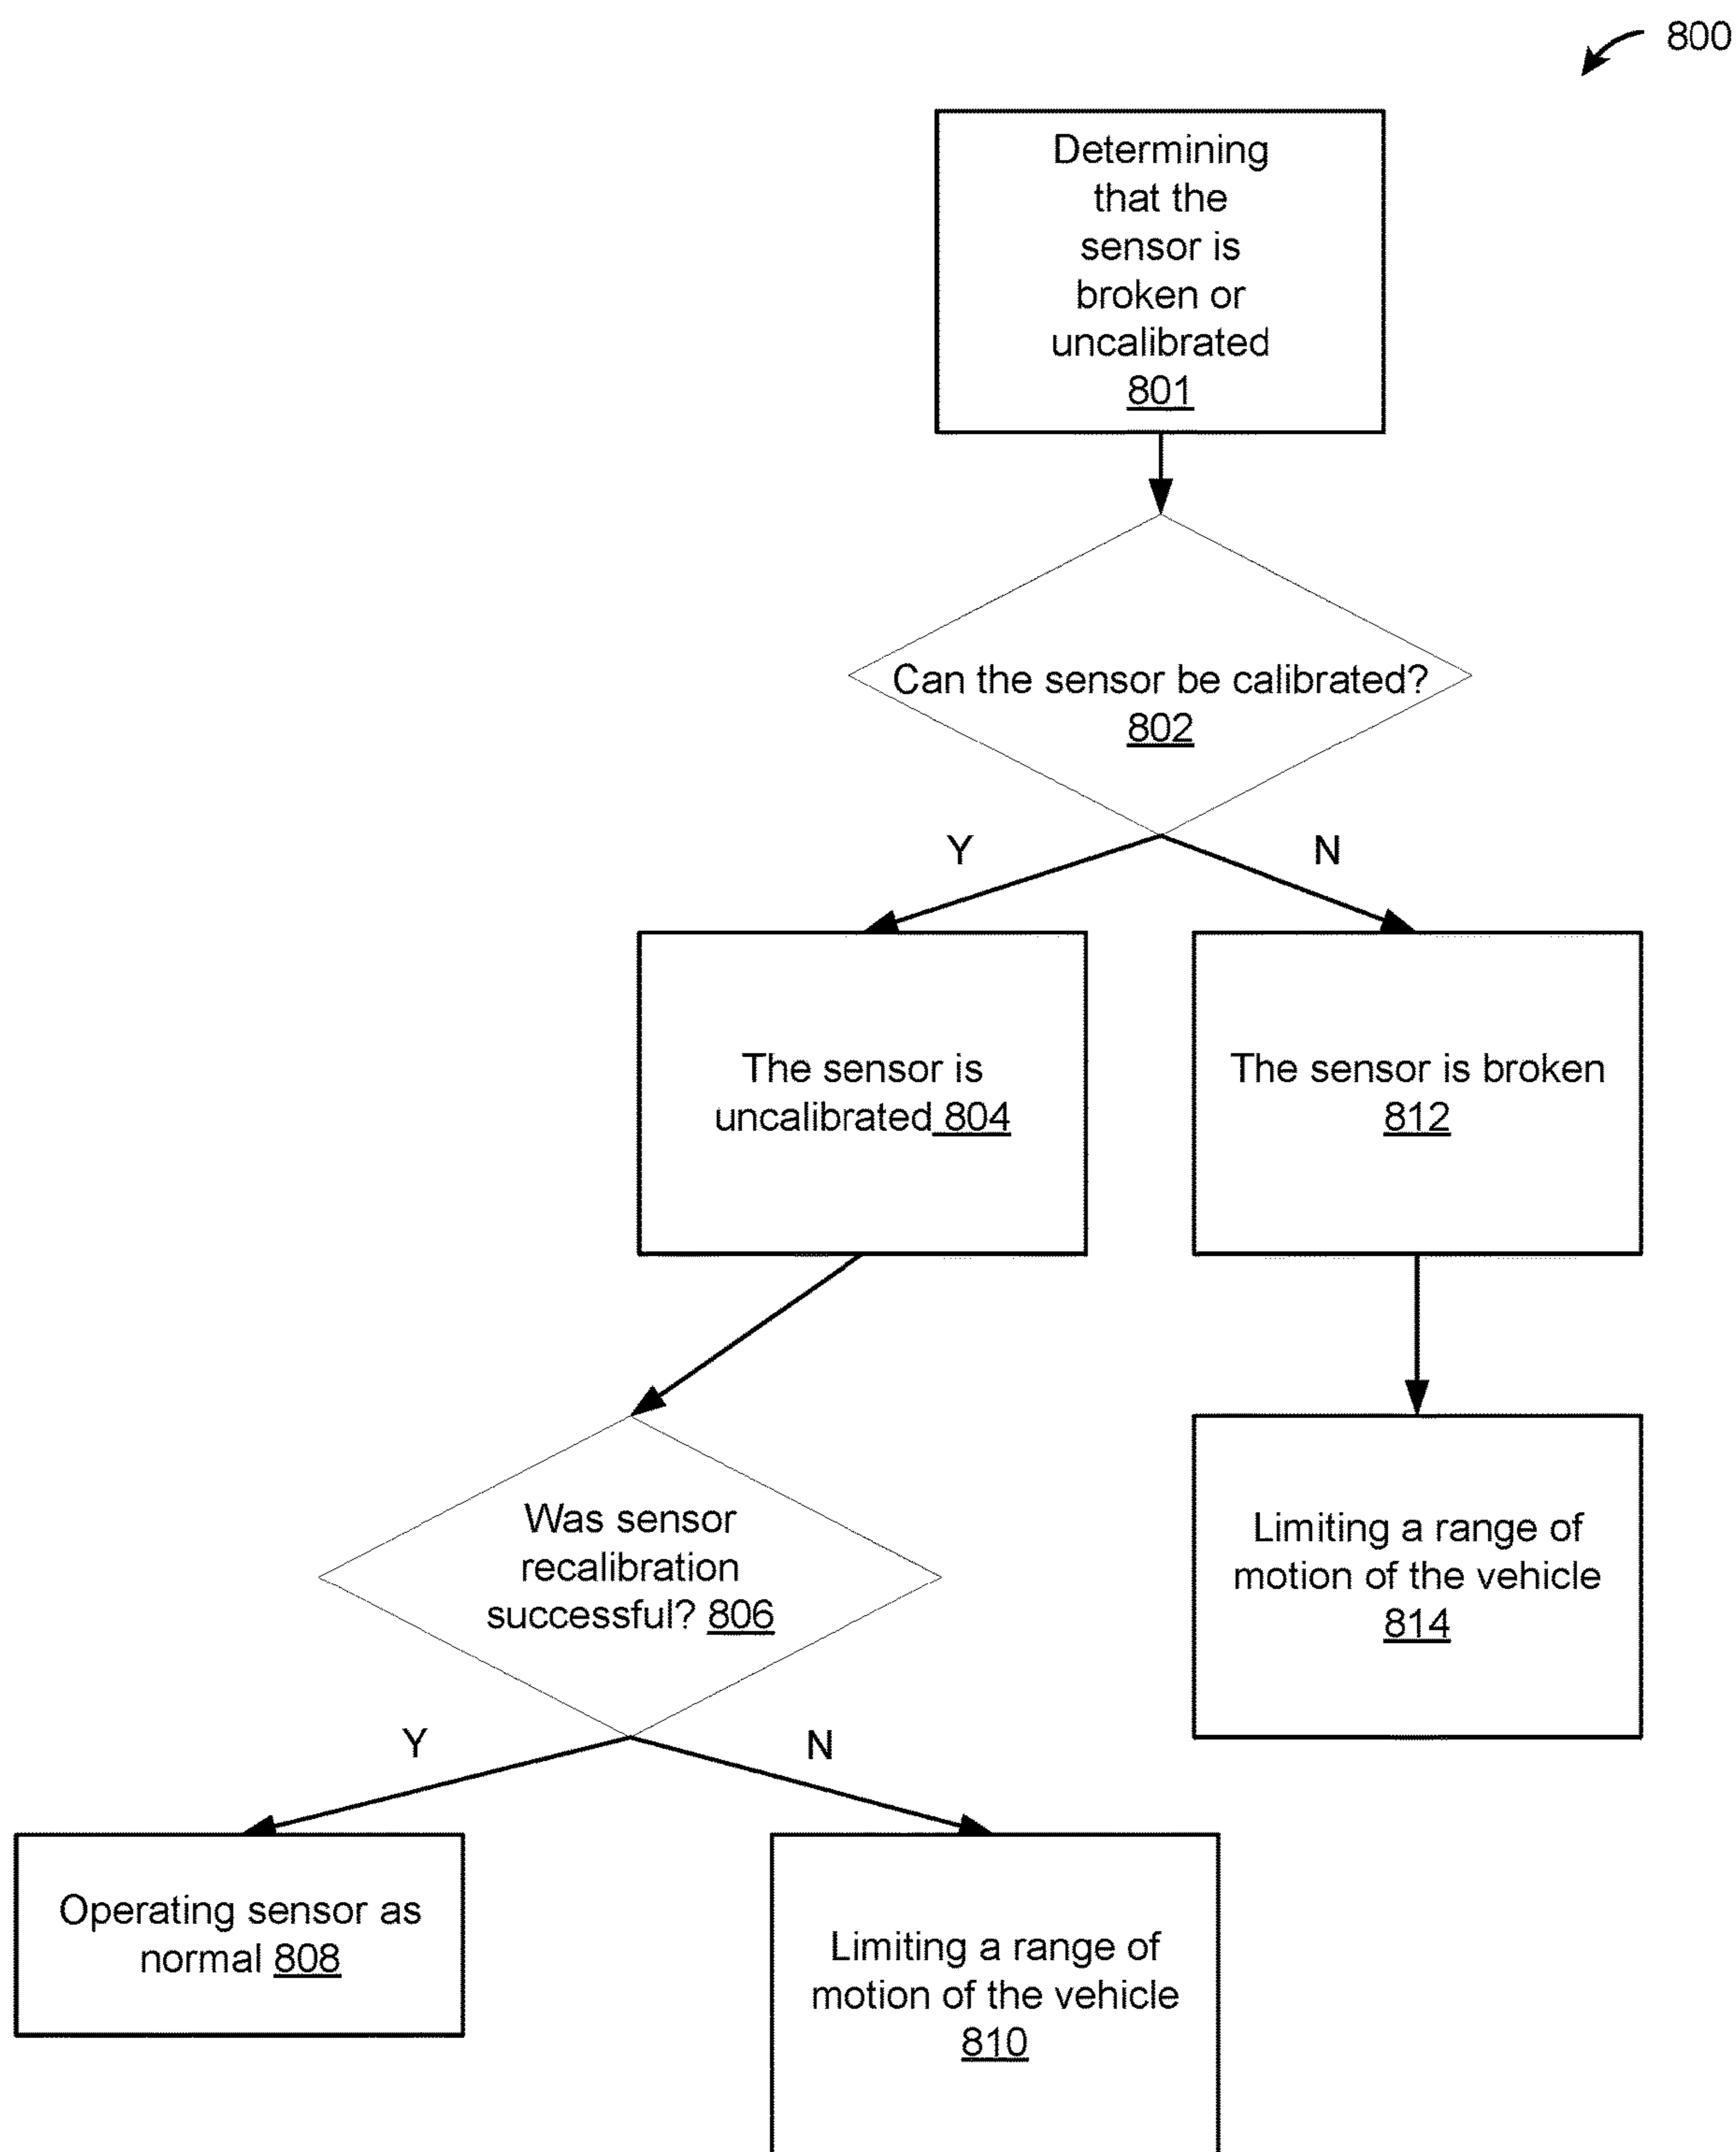 800
Determining
that the
sensor is
broken or
uncalibrated
801
Can the sensor be calibrated?
802
Y
N
The sensor is
uncalibrated 804
The sensor is broken
812
Was sensor
recalibration
successful? 806
Limiting a range of
motion of the vehicle
814
Y
N
Operating sensor as
normal 808
Limiting a range of
motion of the vehicle
810